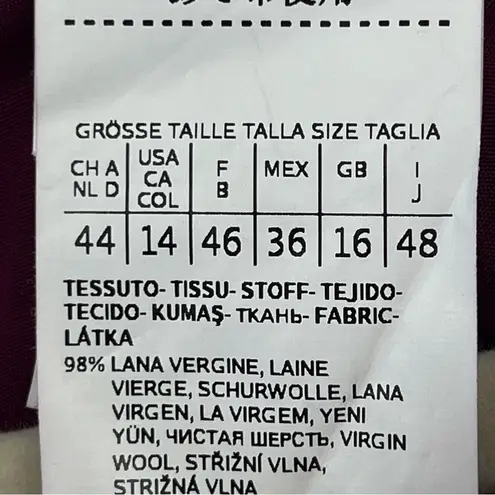 GRÖSSE TAILLE TALLA SIZE TAGLIA
CH A USA F MEX GB I
NL D CA B J
COL
44 14 46 36 16 48
TESSUTO- TISSU- STOFF- TEJIDO-
TECIDO- KUMAŞ- ТКАНЬ- FABRIC-
LÁTKA
98% LANA VERGINE, LAINE
VIERGE, SCHURWOLLE, LANA
VIRGEN, LA VIRGEM, YENI
YÜN, ЧИСТАЯ ШЕРСТЬ, VIRGIN
WOOL, STŘIŽNÍ VLNA,
STRIŽNÁ VLNA